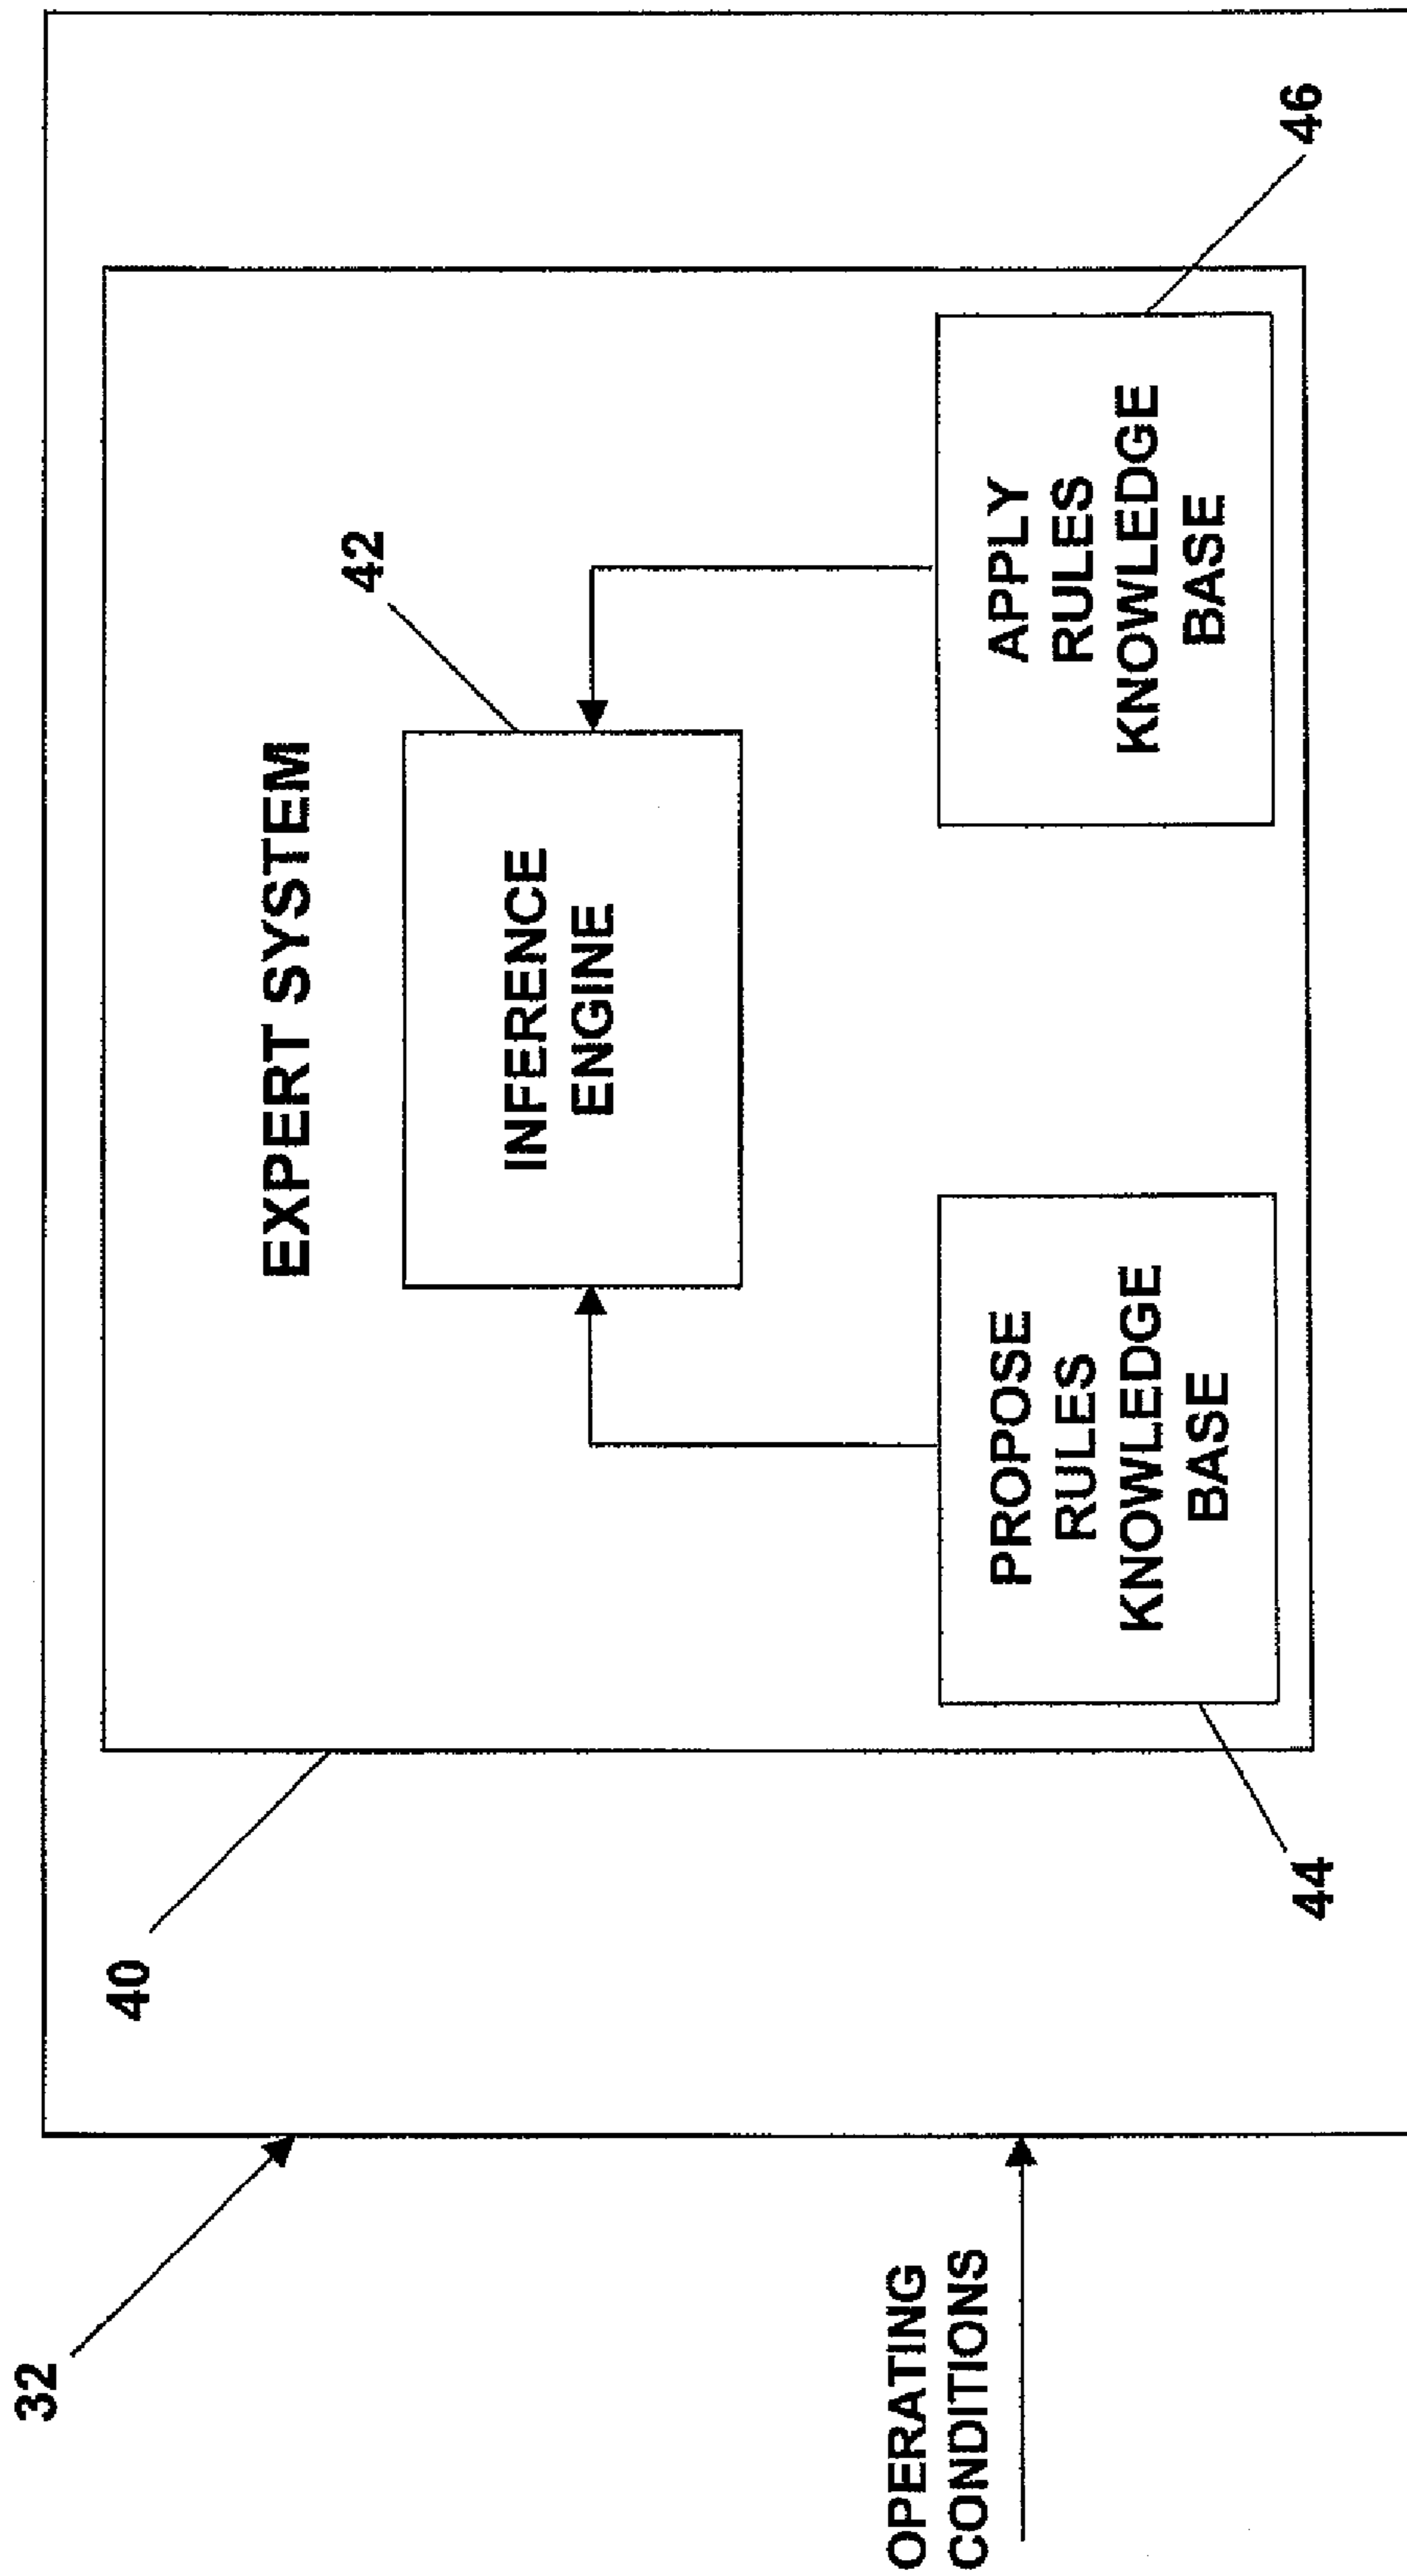 32
40
EXPERT SYSTEM
42
INFERENCE
ENGINE
OPERATING
CONDITIONS
PROPOSE
RULES
KNOWLEDGE
BASE
44
APPLY
RULES
KNOWLEDGE
BASE
46